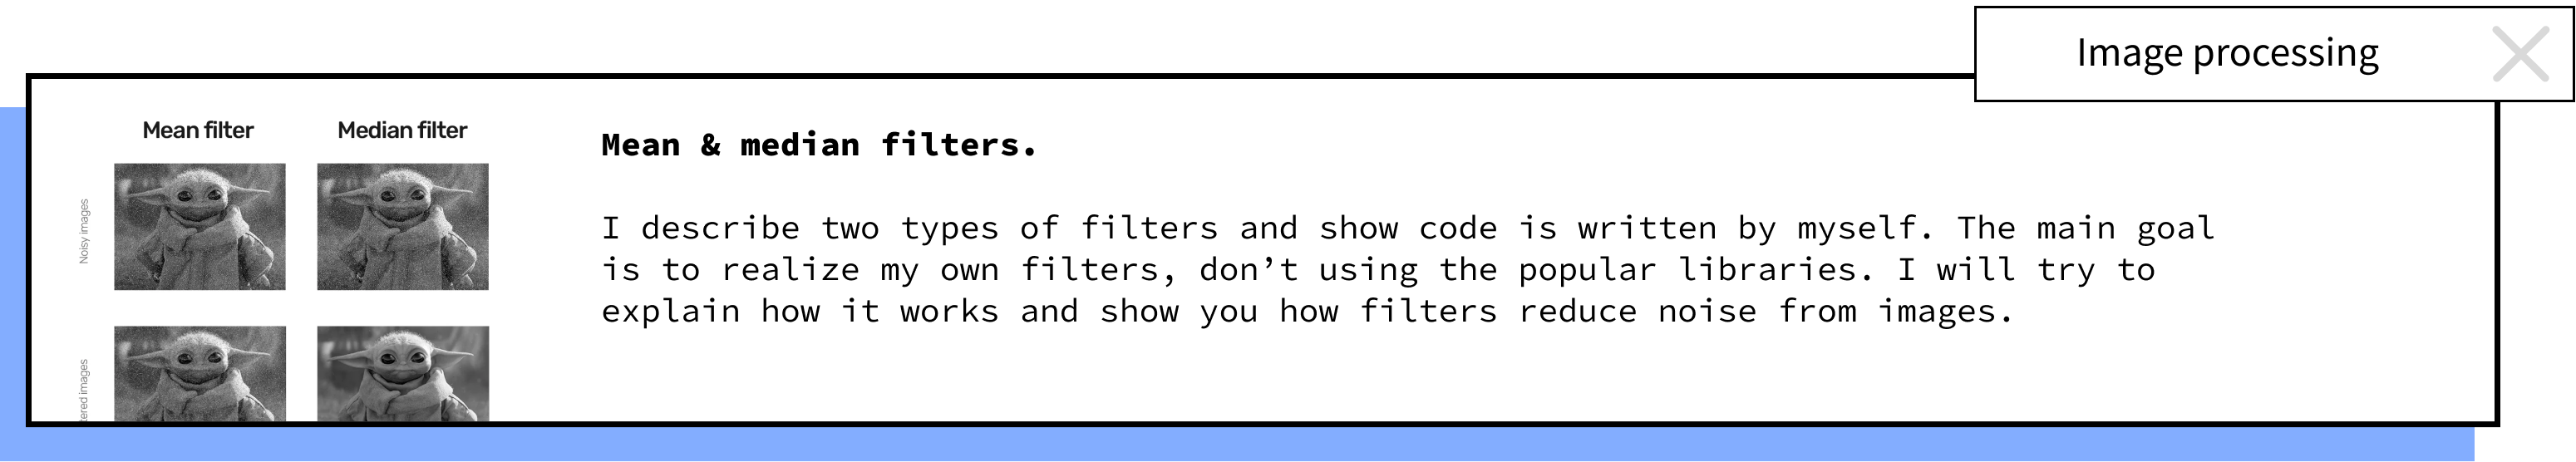 Image processing
Mean filter
Median filter
Mean & median filters.
Noisy images
I describe two types of filters and show code is written by myself. The main goal
is to realize my own filters, don’t using the popular libraries. I will try to
explain how it works and show you how filters reduce noise from images.
images